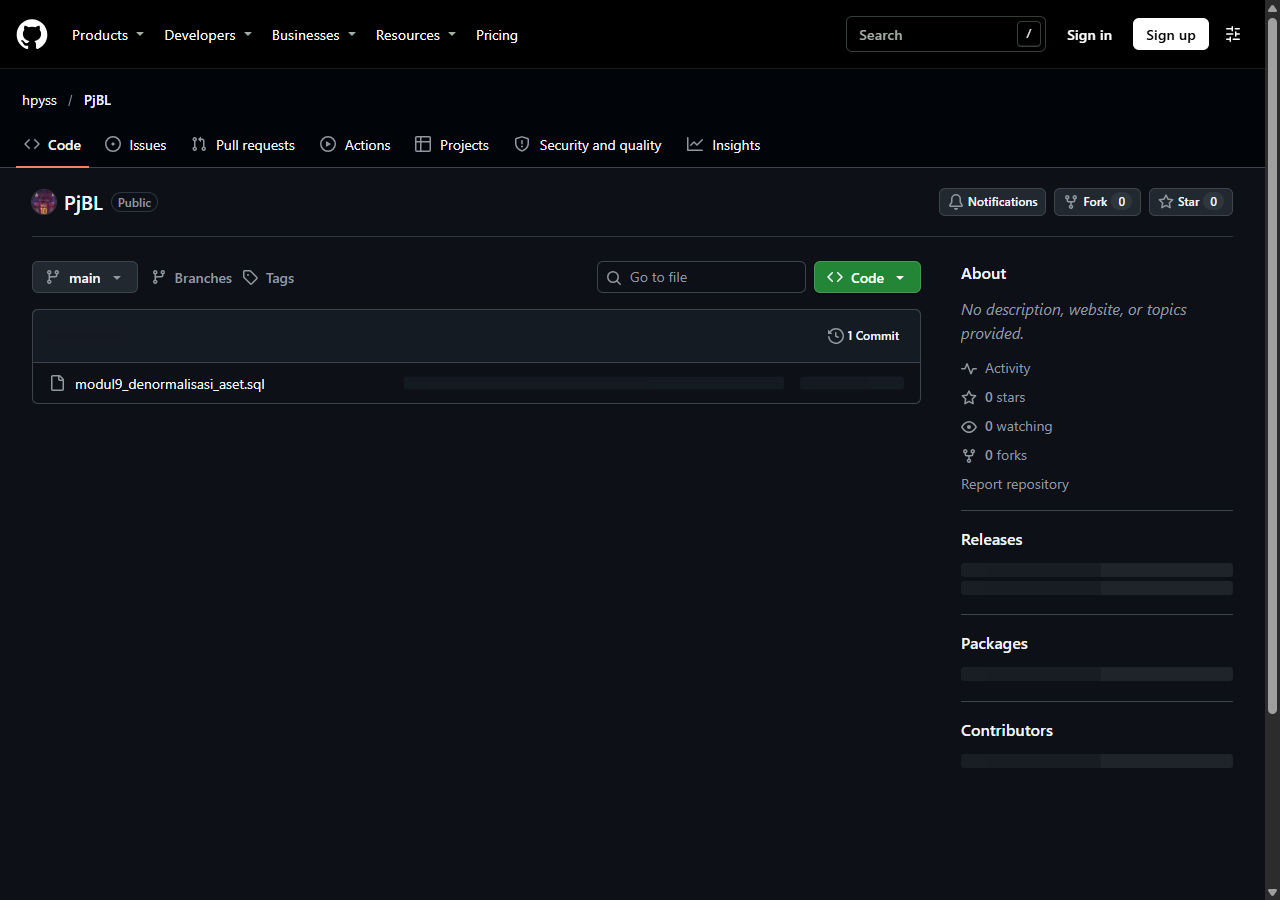 Products Developers Businesses Resources Pricing Search / Sign in Sign up
hpyss / PjBL
Code Issues Pull requests Actions Projects Security and quality Insights
PjBL Public Notifications Fork 0 Star 0
main Branches Tags Go to file Code
1 Commit
modul9_denormalisasi_aset.sql
About
No description, website, or topics
provided.
Activity
0 stars
0 watching
0 forks
Report repository
Releases
Packages
Contributors